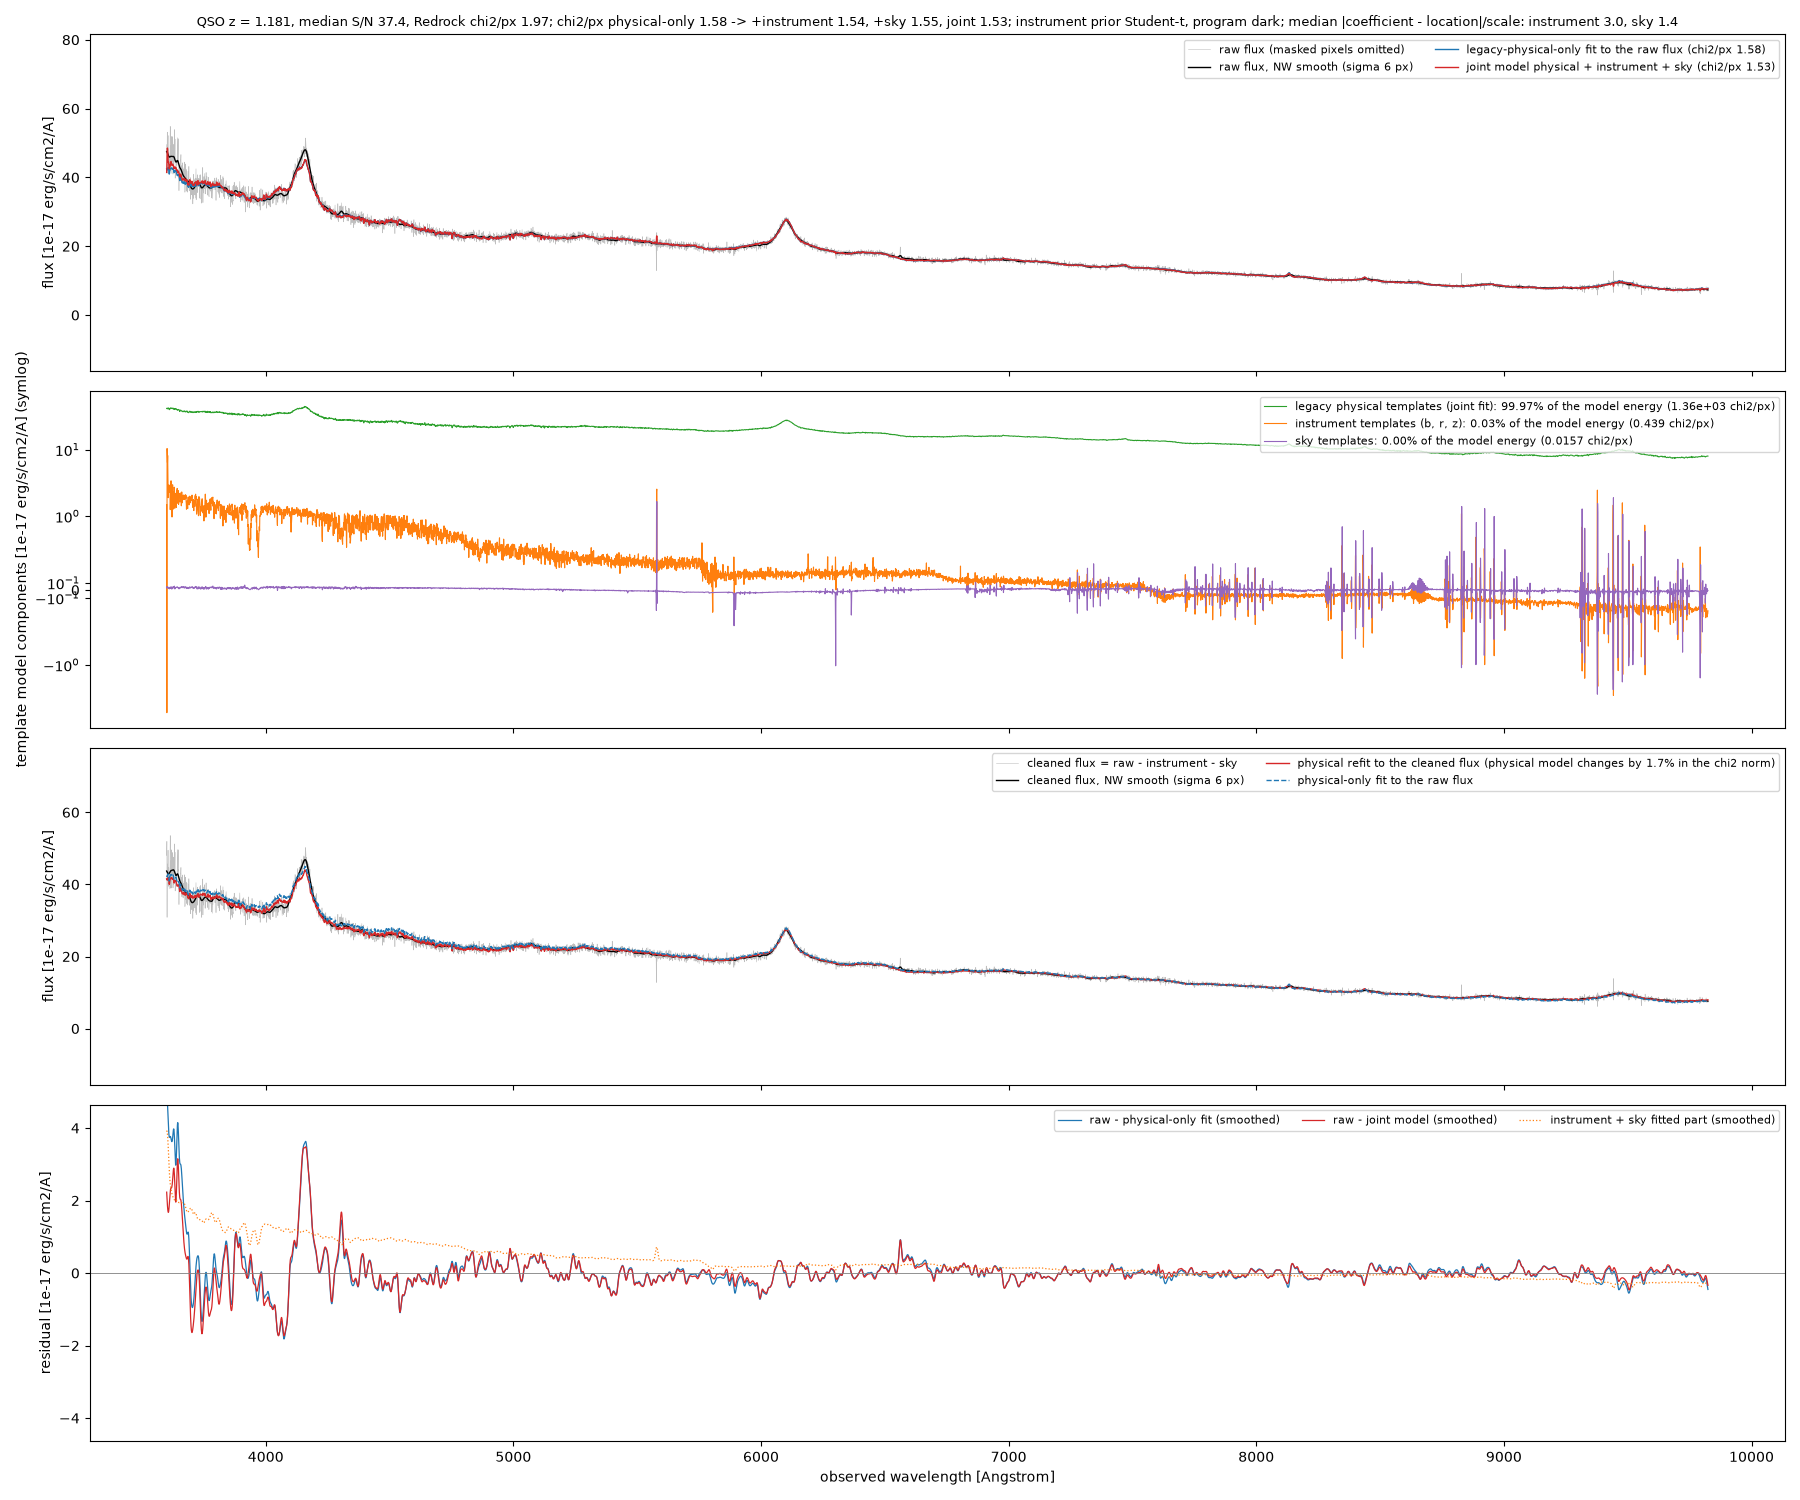 QSO z = 1.181, median S/N 37.4, Redrock chi2/px 1.97; chi2/px physical-only 1.58 -> +instrument 1.54, +sky 1.55, joint 1.53; instrument prior Student-t, program dark; median |coefficient - location|/scale: instrument 3.0, sky 1.4
raw flux (masked pixels omitted)
raw flux, NW smooth (sigma 6 px)
legacy-physical-only fit to the raw flux (chi2/px 1.58)
joint model physical + instrument + sky (chi2/px 1.53)
80
60
40
20
0
flux [1e-17 erg/s/cm2/A]
legacy physical templates (joint fit): 99.97% of the model energy (1.36e+03 chi2/px)
instrument templates (b, r, z): 0.03% of the model energy (0.439 chi2/px)
sky templates: 0.00% of the model energy (0.0157 chi2/px)
10¹
10⁰
10⁻¹
0
−10⁻¹
−10⁰
template model components [1e-17 erg/s/cm2/A] (symlog)
cleaned flux = raw - instrument - sky
cleaned flux, NW smooth (sigma 6 px)
physical refit to the cleaned flux (physical model changes by 1.7% in the chi2 norm)
physical-only fit to the raw flux
60
40
20
0
flux [1e-17 erg/s/cm2/A]
raw - physical-only fit (smoothed)
raw - joint model (smoothed)
instrument + sky fitted part (smoothed)
4
2
0
−2
−4
residual [1e-17 erg/s/cm2/A]
4000 5000 6000 7000 8000 9000 10000
observed wavelength [Angstrom]